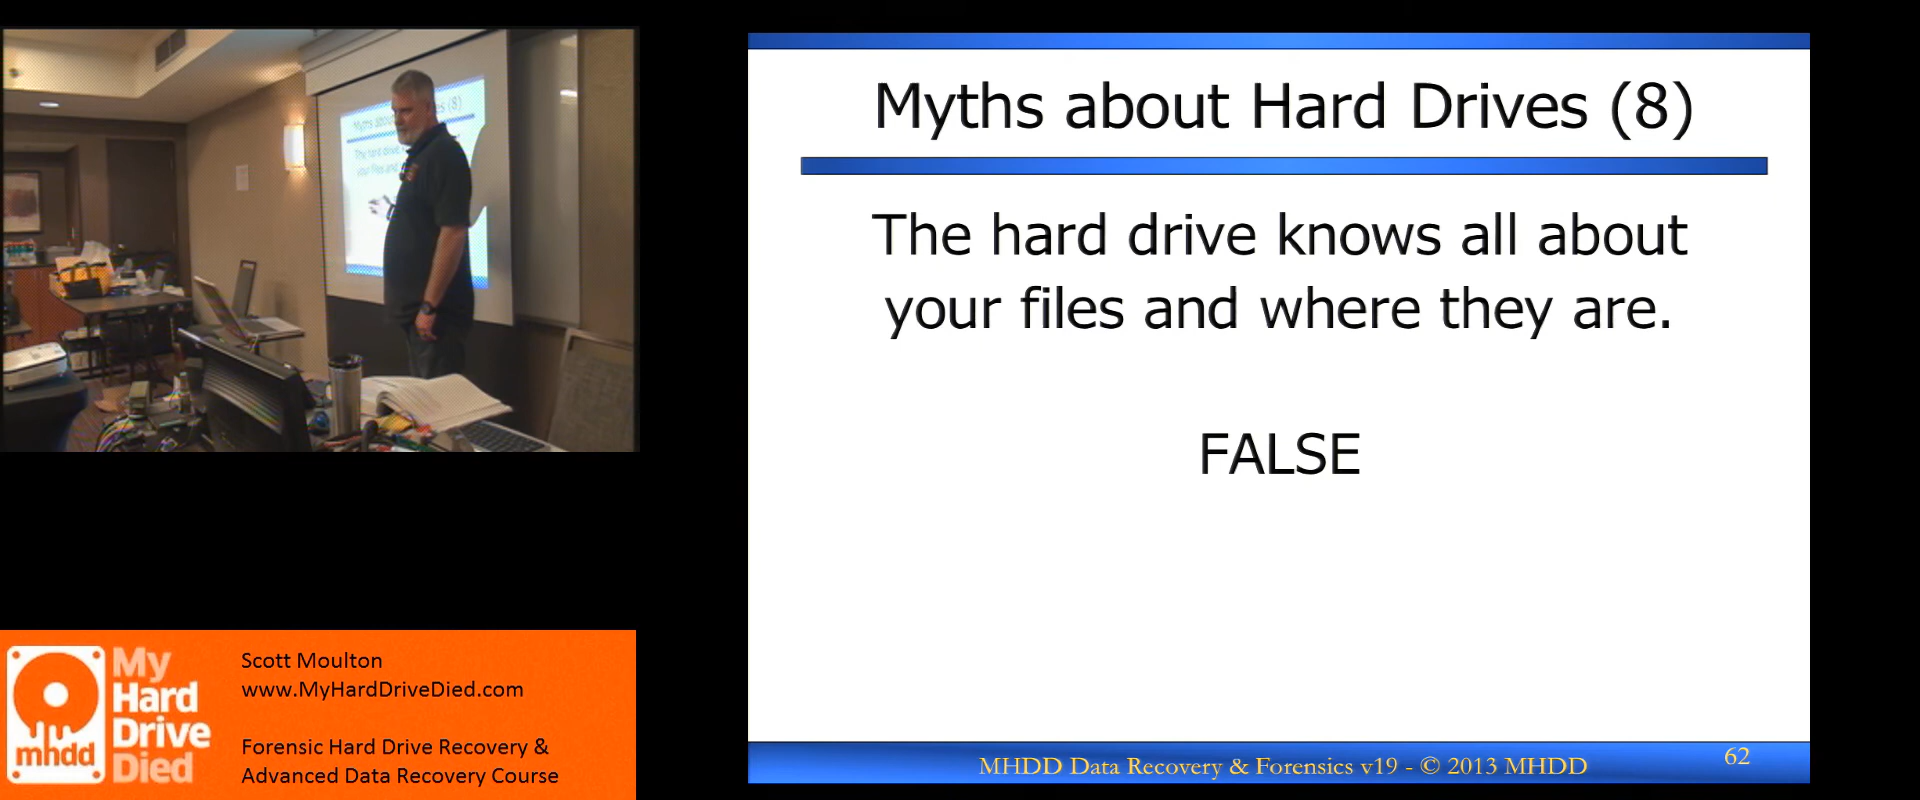 Myths about Hard Drives (8)
The hard drive knows all about
your files and where they are.
FALSE
MHDD Data Recovery & Forensics v19 - © 2013 MHDD
62
My
Hard
Drive
Died
mhdd
Scott Moulton
www.MyHardDriveDied.com
Forensic Hard Drive Recovery &
Advanced Data Recovery Course